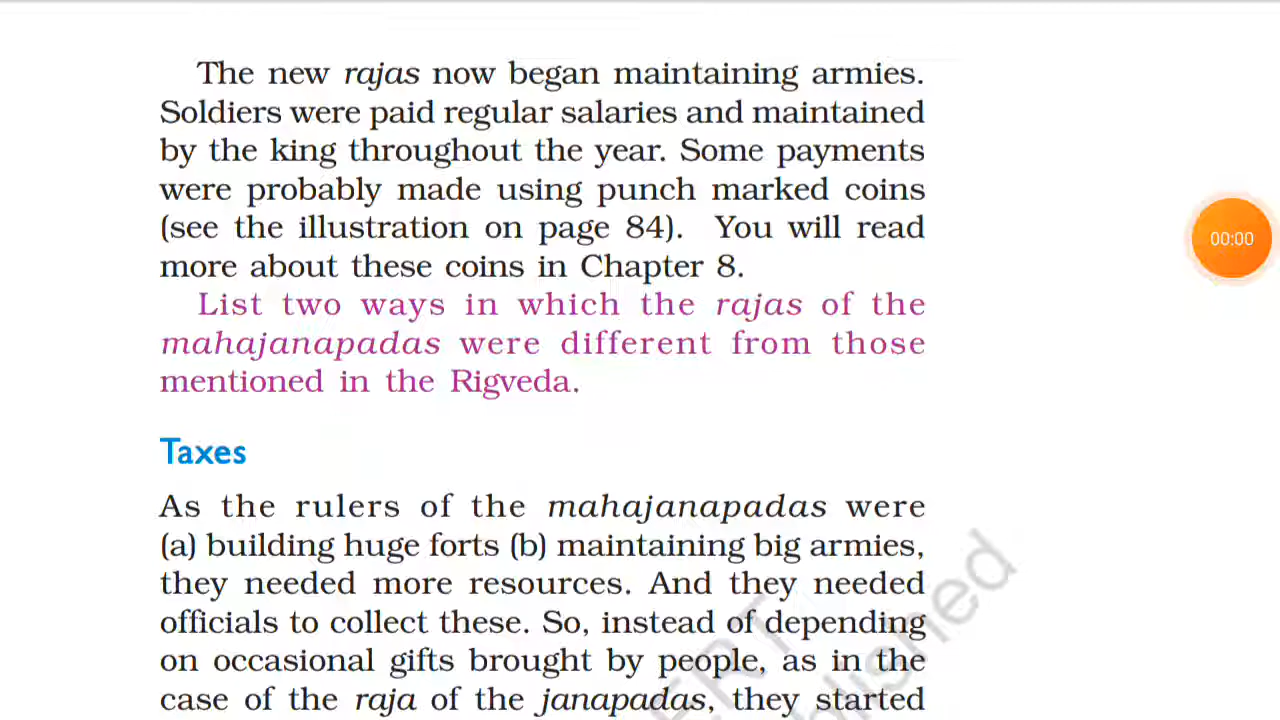 The new rajas now began maintaining armies.
Soldiers were paid regular salaries and maintained
by the king throughout the year. Some payments
were probably made using punch marked coins
(see the illustration on page 84). You will read
more about these coins in Chapter 8.
List two ways in which the rajas of the
mahajanapadas were different from those
mentioned in the Rigveda.
Taxes
As the rulers of the mahajanapadas were
(a) building huge forts (b) maintaining big armies,
they needed more resources. And they needed
officials to collect these. So, instead of depending
on occasional gifts brought by people, as in the
case of the raja of the janapadas, they started
00:00